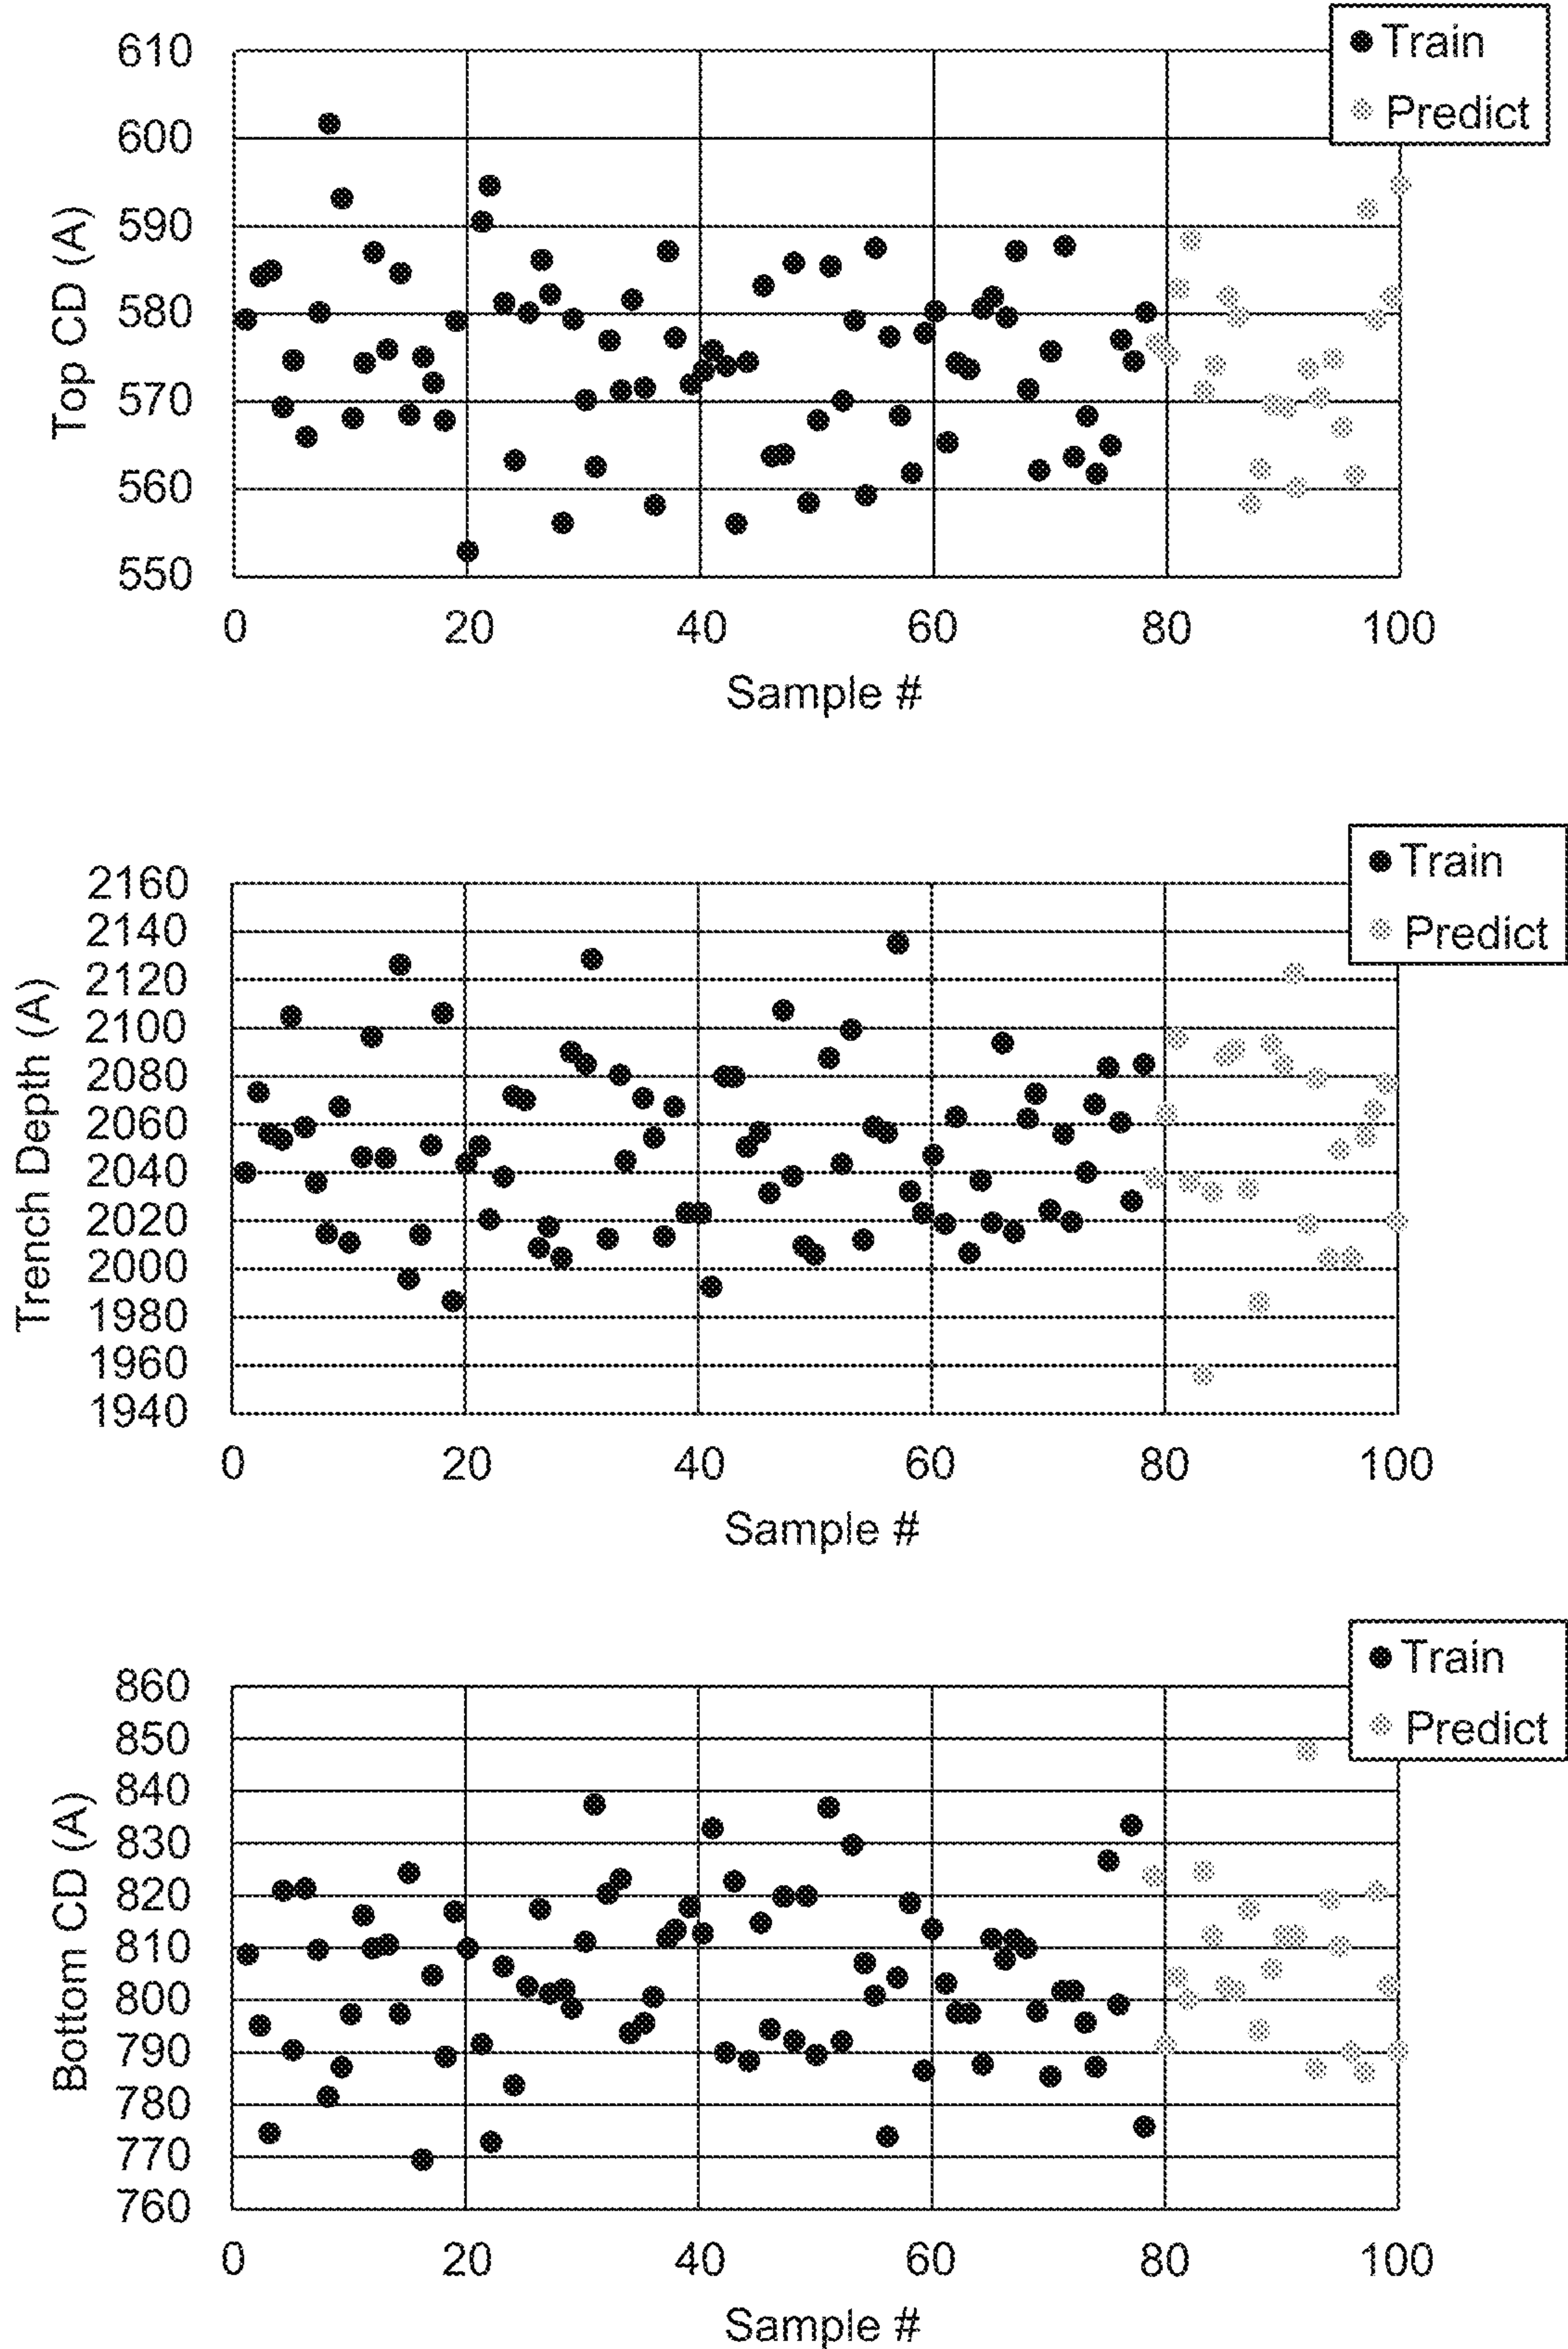 Train
Predict
610
600
590
580
570
560
550
Top CD (A)
0 20 40 60 80 100
Sample #
Train
Predict
2160
2140
2120
2100
2080
2060
2040
2020
2000
1980
1960
1940
Trench Depth (A)
0 20 40 60 80 100
Sample #
Train
Predict
860
850
840
830
820
810
800
790
780
770
760
Bottom CD (A)
0 20 40 60 80 100
Sample #